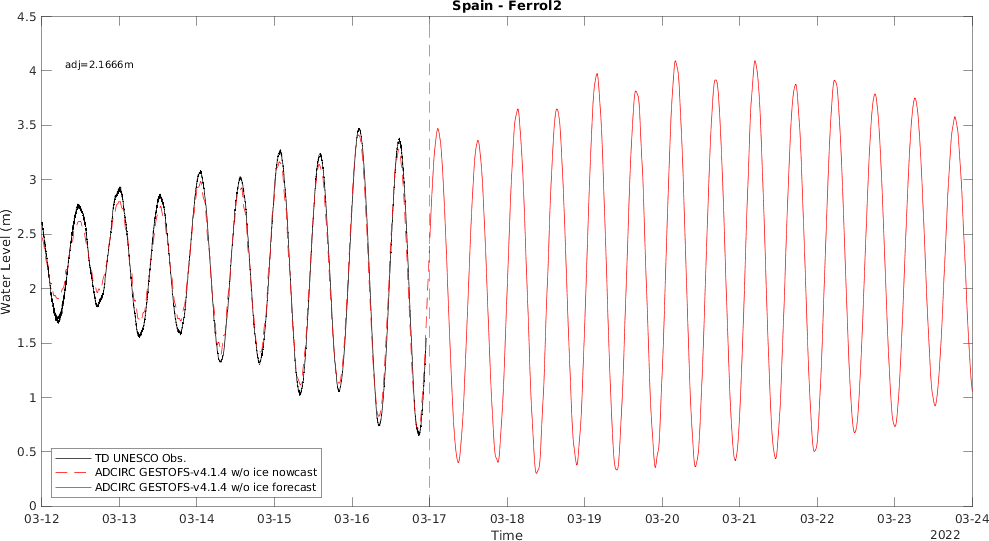 Spain - Ferrol2
adj=2.1666m
Water Level (m)
4.5
4
3.5
3
2.5
2
1.5
1
0.5
0
TD UNESCO Obs.
ADCIRC GESTOFS-v4.1.4 w/o ice nowcast
ADCIRC GESTOFS-v4.1.4 w/o ice forecast
03-12 03-13 03-14 03-15 03-16 03-17 03-18 03-19 03-20 03-21 03-22 03-23 03-24
Time
2022